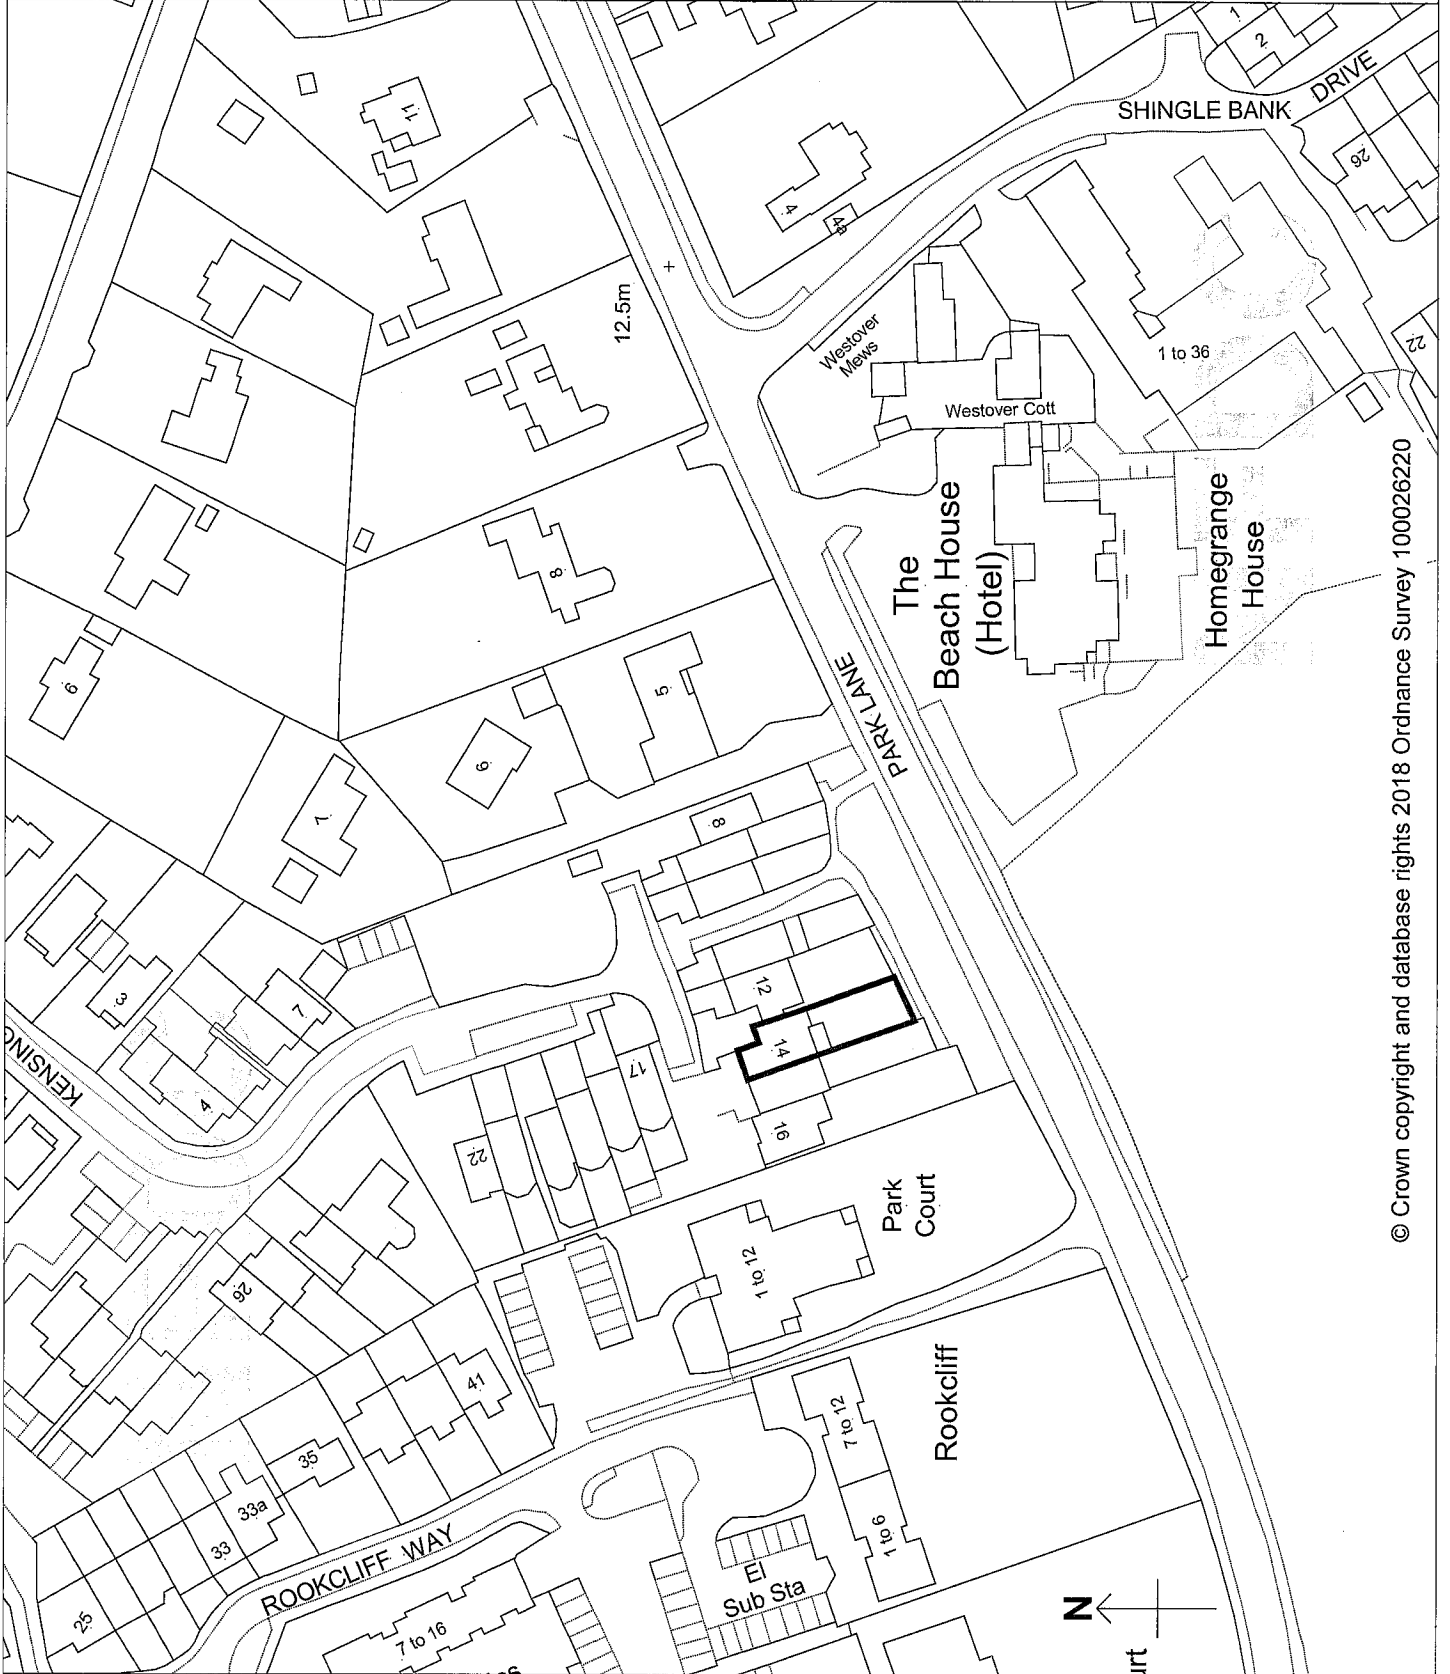 11
1
2
SHINGLE BANK
DRIVE
26
4
4a
12.5m
Westover
Mews
1 to 36
22
Westover Cott
The
Beach House
(Hotel)
Homegrange
House
8
9
5
6
7
PARK LANE
8
3
7
4
12
14
17
16
22
Park
Court
1 to 12
26
41
35
33a
33
25
ROOKCLIFF WAY
7 to 16
Rookcliff
7 to 12
1 to 6
El
Sub Sta
N
© Crown copyright and database rights 2018 Ordnance Survey 100026220